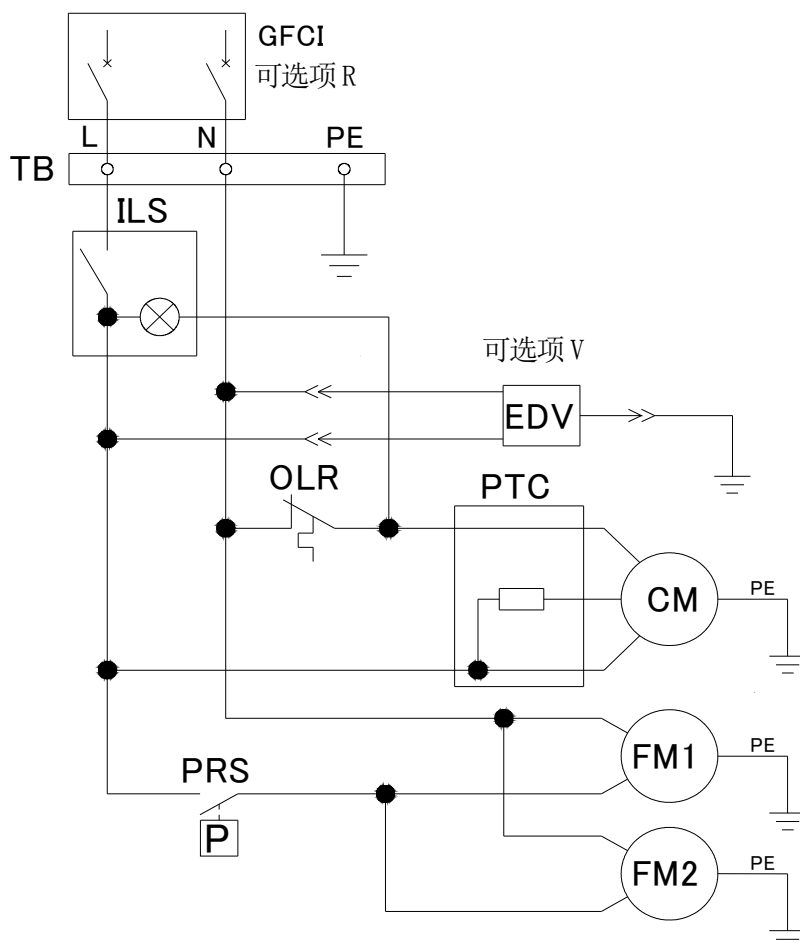 GFCI
可选项R
L
N
PE
TB
ILS
可选项V
EDV
OLR
PTC
CM
PE
PRS
P
FM1
PE
FM2
PE